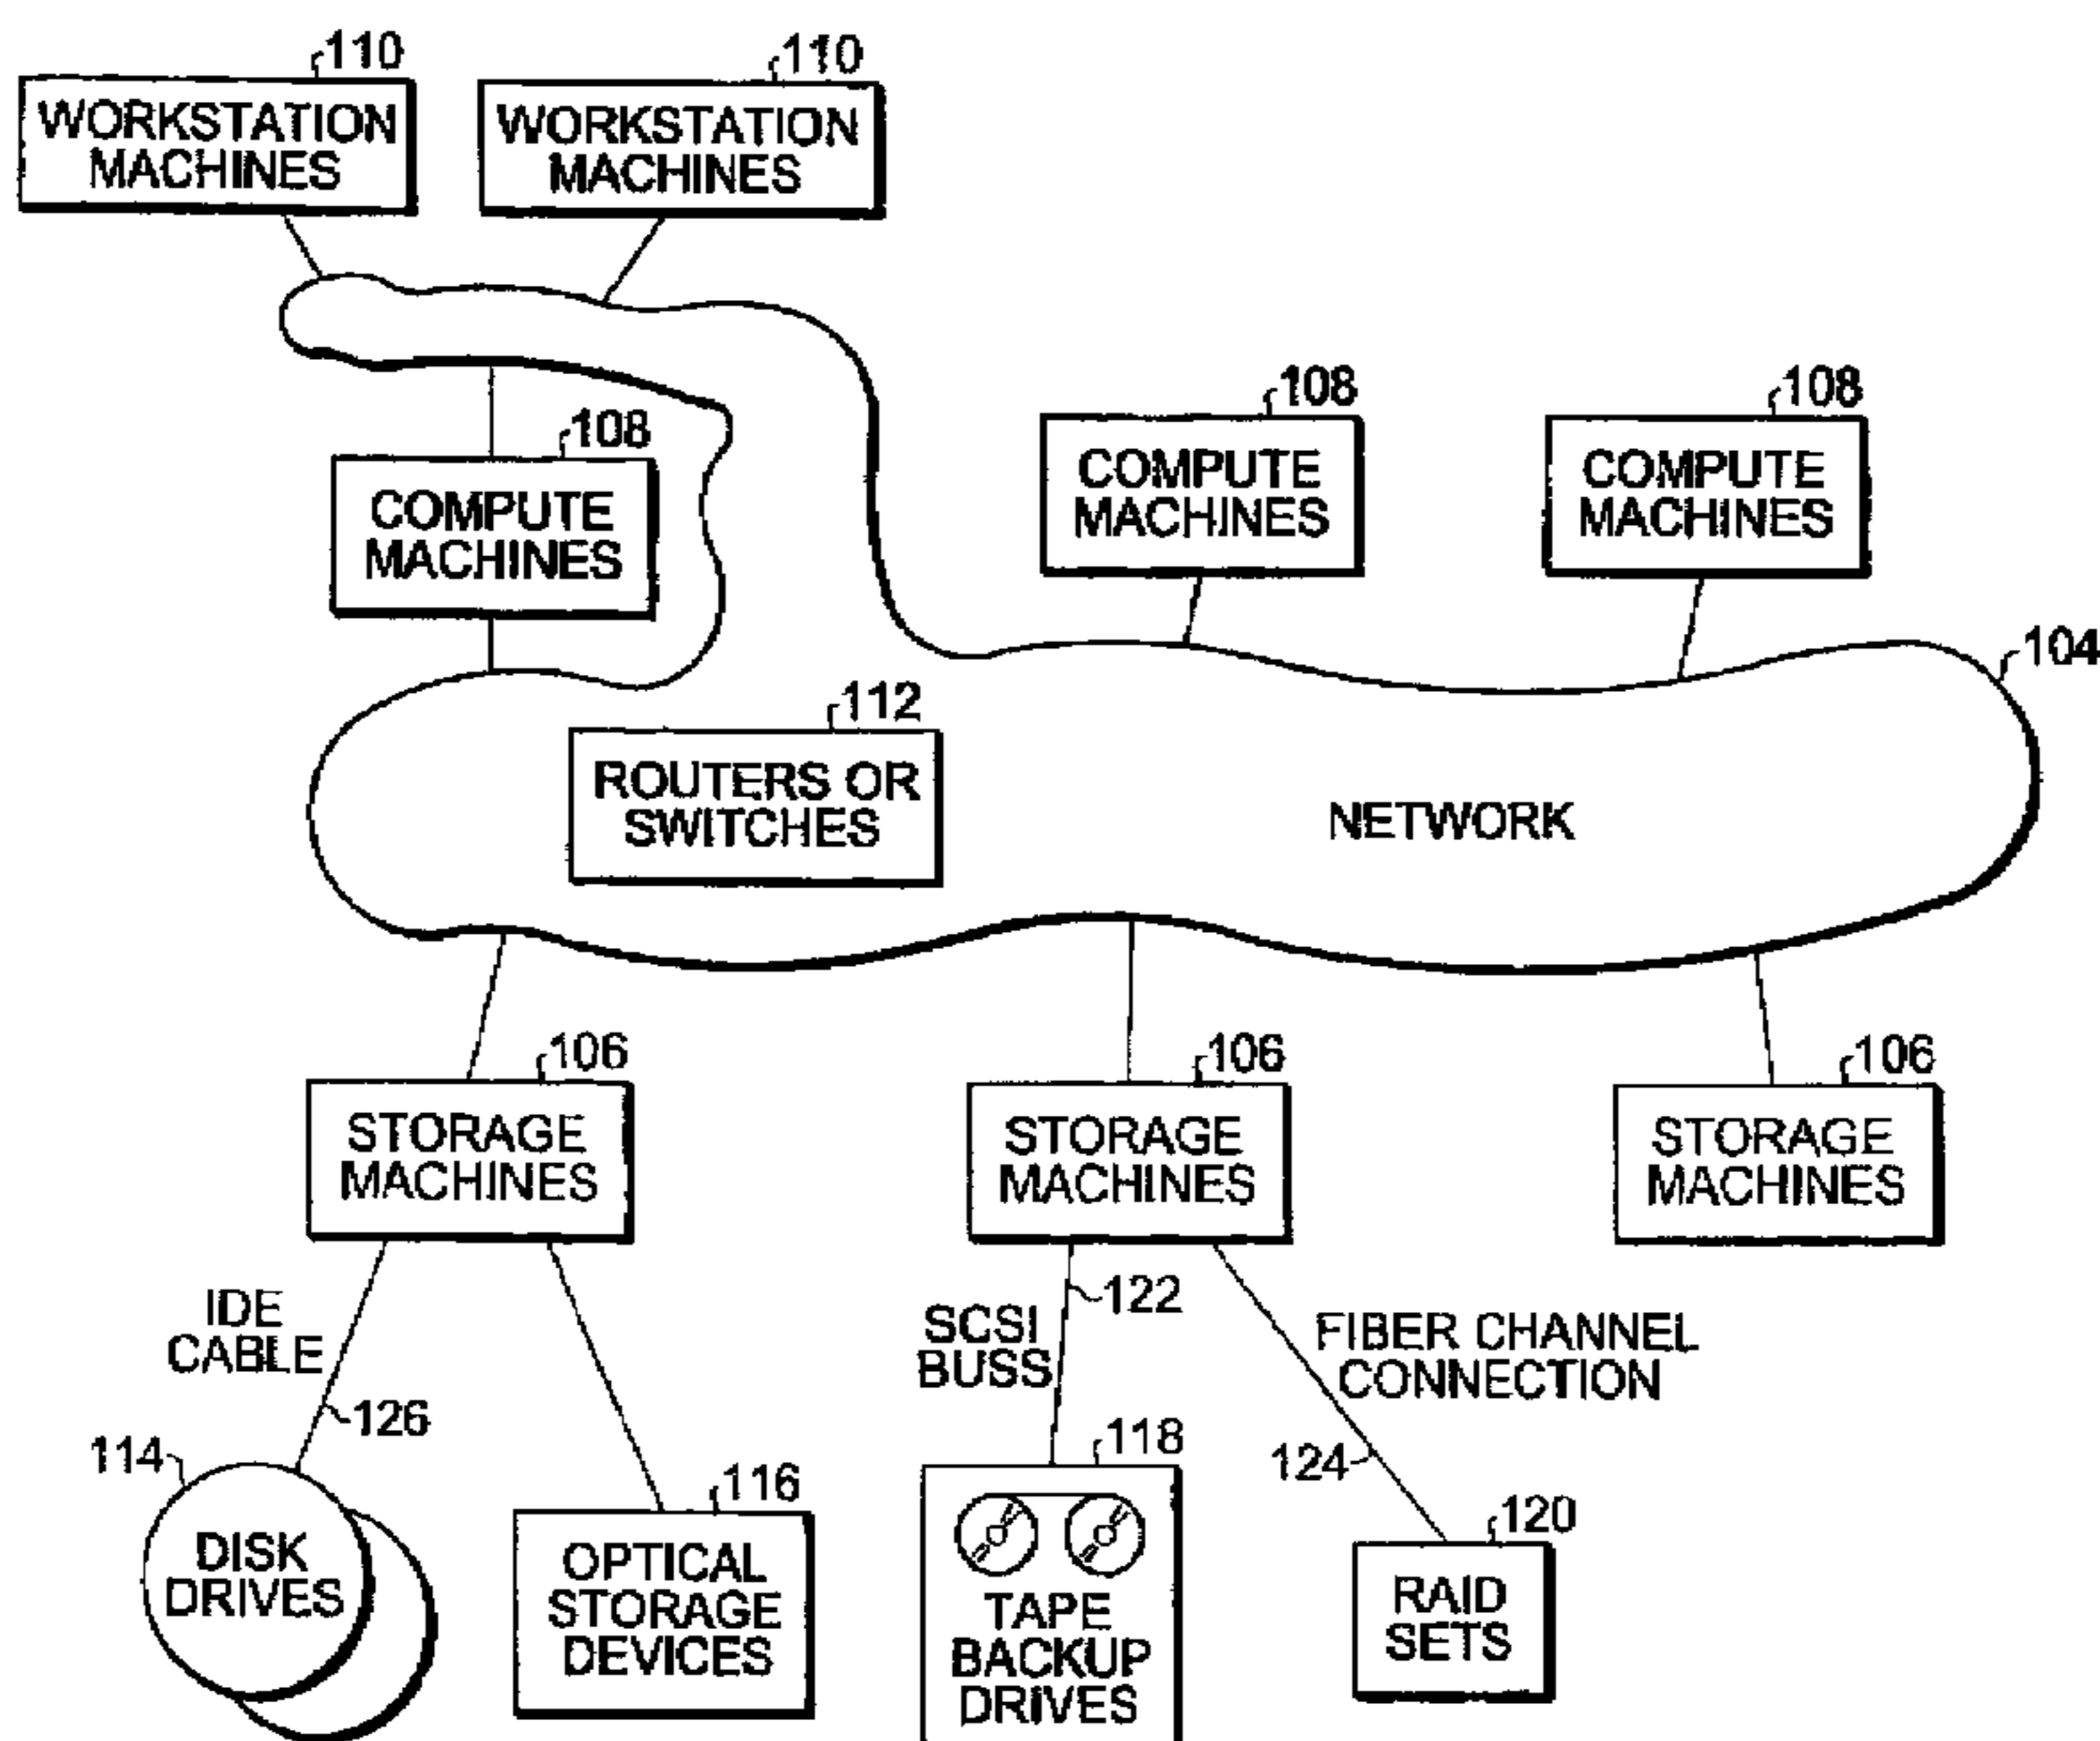 110
WORKSTATION
MACHINES
110
WORKSTATION
MACHINES
108
COMPUTE
MACHINES
108
COMPUTE
MACHINES
108
COMPUTE
MACHINES
104
112
ROUTERS OR
SWITCHES
NETWORK
106
STORAGE
MACHINES
106
STORAGE
MACHINES
106
STORAGE
MACHINES
IDE
CABLE
126
SCSI
BUSS
122
FIBER CHANNEL
CONNECTION
124
114
DISK
DRIVES
116
OPTICAL
STORAGE
DEVICES
118
TAPE
BACKUP
DRIVES
120
RAID
SETS